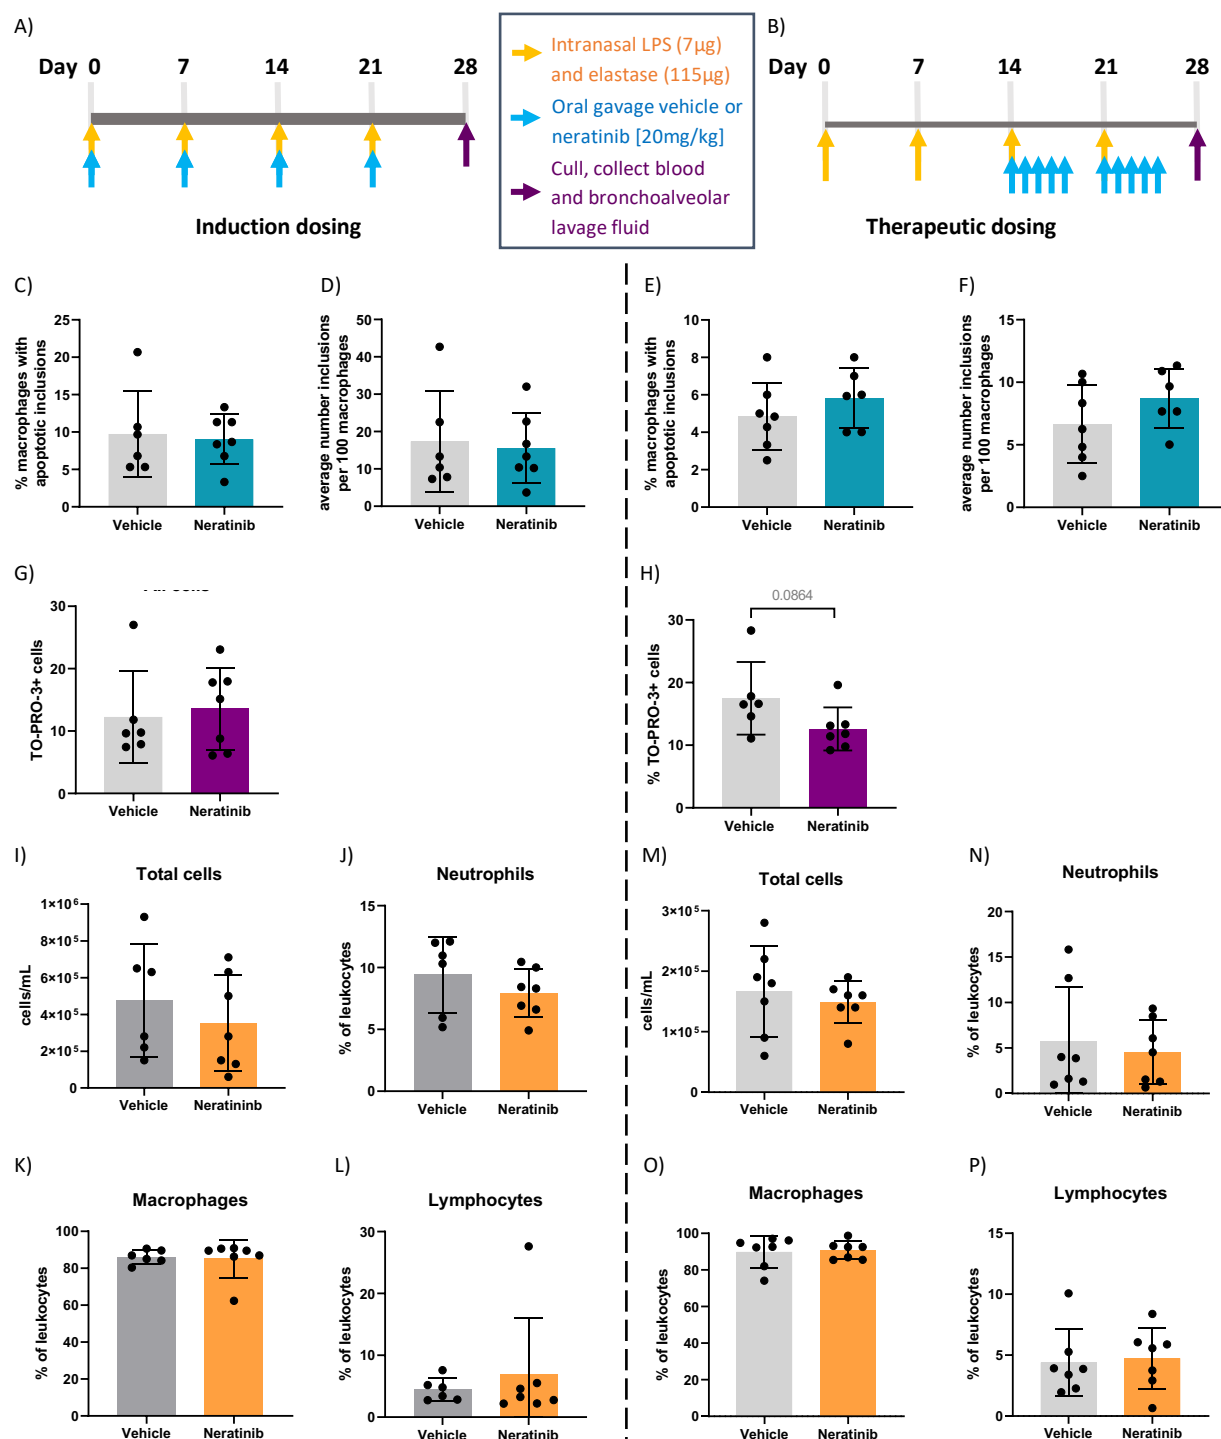 A)
Day 0 7 14 21 28
Induction dosing
Intranasal LPS (7µg)
and elastase (115µg)
Oral gavage vehicle or
neratinib [20mg/kg]
Cull, collect blood
and bronchoalveolar
lavage fluid
B)
Day 0 7 14 21 28
Therapeutic dosing
C)
% macrophages with
apoptotic inclusions
25
20
15
10
5
0
Vehicle Neratinib
D)
average number inclusions
per 100 macrophages
50
40
30
20
10
0
Vehicle Neratinib
E)
% macrophages with
apoptotic inclusions
10
8
6
4
2
0
Vehicle Neratinib
F)
average number inclusions
per 100 macrophages
15
10
5
0
Vehicle Neratinib
G)
TO-PRO-3+ cells
30
20
10
0
Vehicle Neratinib
H)
0.0864
% TO-PRO-3+ cells
30
20
10
0
Vehicle Neratinib
I)
Total cells
cells/mL
1×10⁶
8×10⁵
6×10⁵
4×10⁵
2×10⁵
0
Vehicle Neratininb
J)
Neutrophils
% of leukocytes
15
10
5
0
Vehicle Neratinib
M)
Total cells
cells/mL
3×10⁵
2×10⁵
1×10⁵
0
Vehicle Neratinib
N)
Neutrophils
% of leukocytes
20
15
10
5
0
Vehicle Neratinib
K)
Macrophages
% of leukocytes
100
80
60
40
20
0
Vehicle Neratinib
L)
Lymphocytes
% of leukocytes
30
20
10
0
Vehicle Neratinib
O)
Macrophages
% of leukocytes
100
80
60
40
20
0
Vehicle Neratinib
P)
Lymphocytes
% of leukocytes
15
10
5
0
Vehicle Neratinib